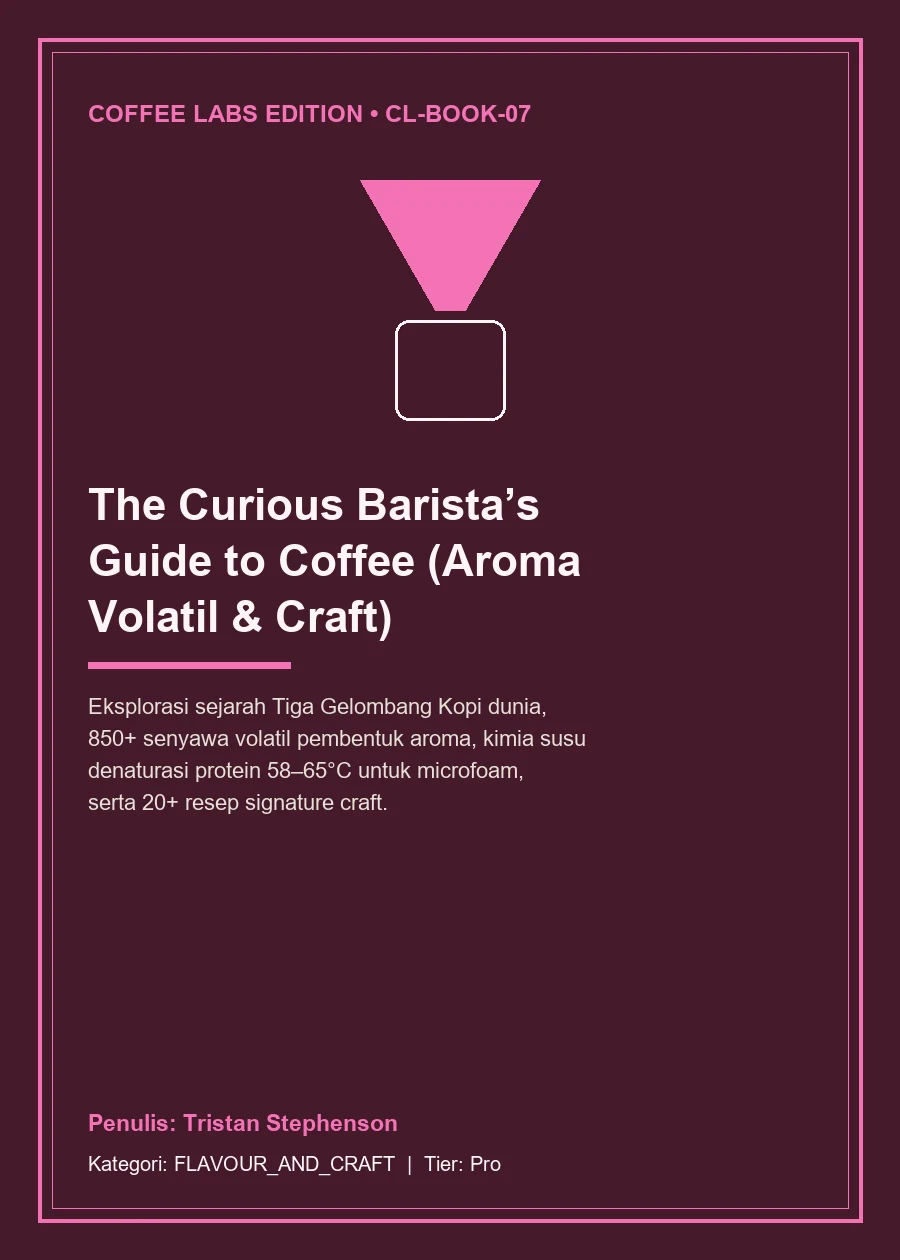 COFFEE LABS EDITION • CL-BOOK-07
The Curious Barista’s
Guide to Coffee (Aroma
Volatil & Craft)
Eksplorasi sejarah Tiga Gelombang Kopi dunia,
850+ senyawa volatil pembentuk aroma, kimia susu
denaturasi protein 58–65°C untuk microfoam,
serta 20+ resep signature craft.
Penulis: Tristan Stephenson
Kategori: FLAVOUR_AND_CRAFT | Tier: Pro